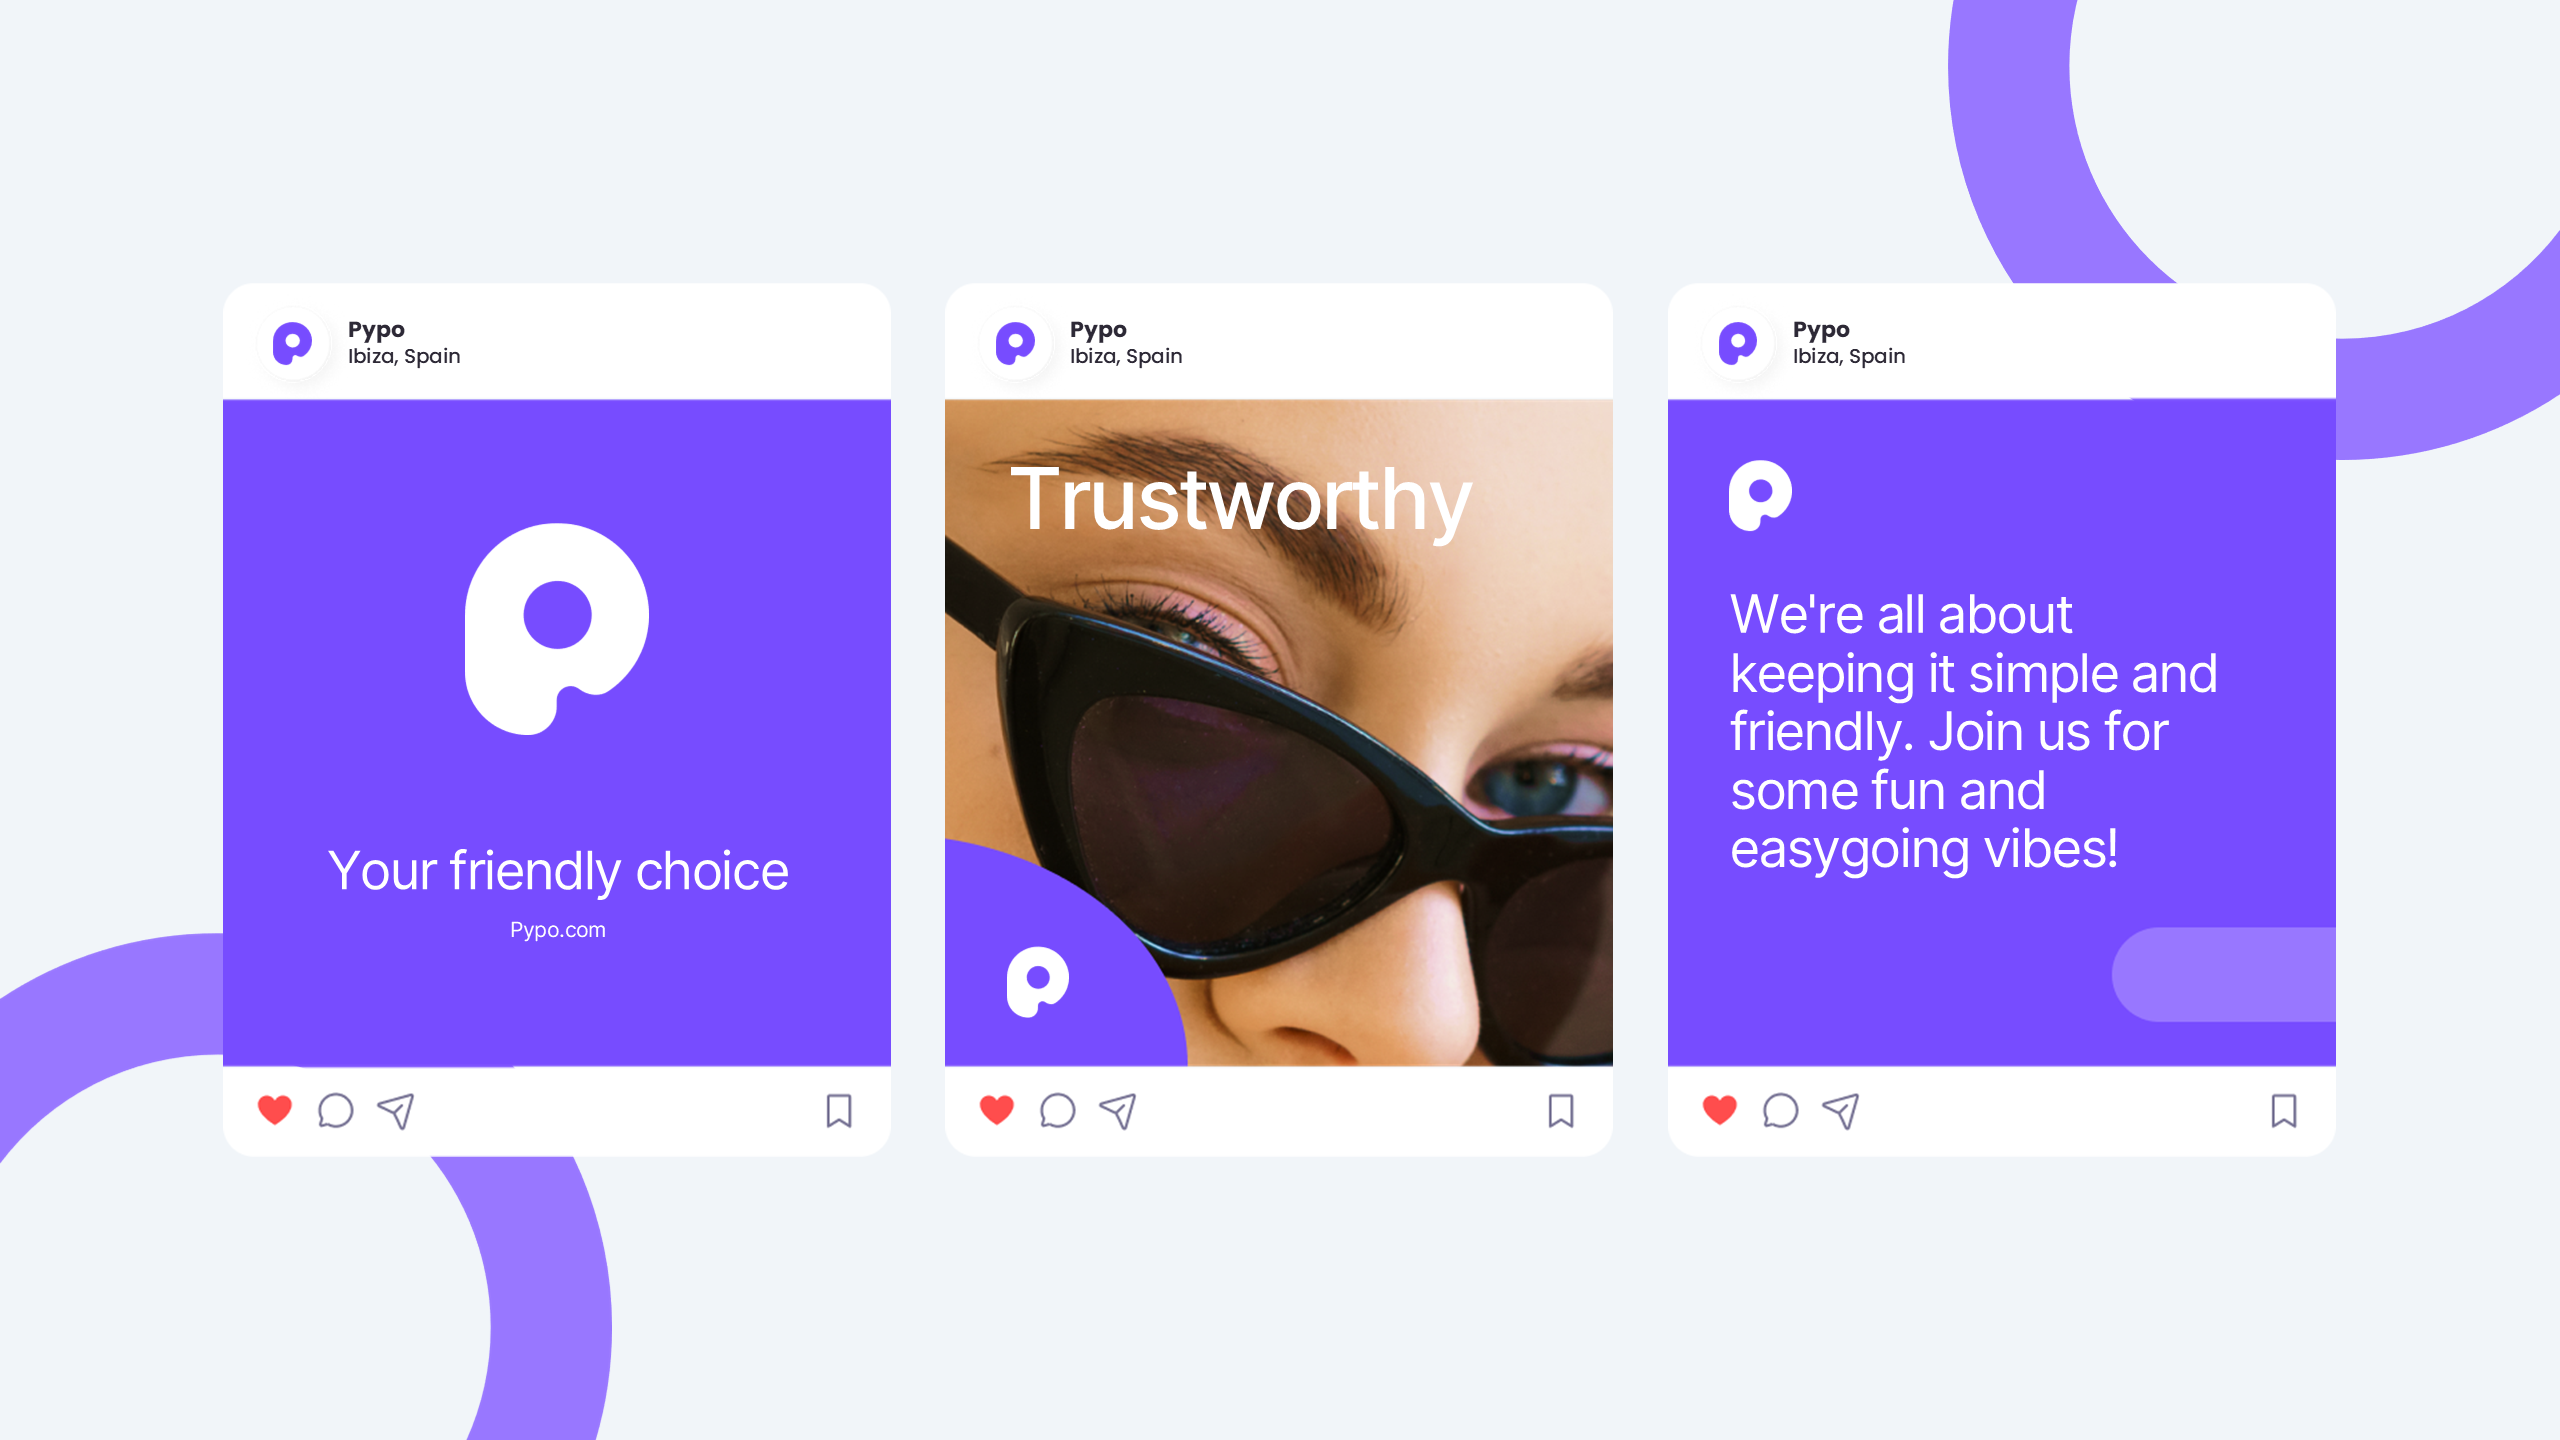 Pypo
Ibiza, Spain
Your friendly choice
Pypo.com
Pypo
Ibiza, Spain
Trustworthy
Pypo
Ibiza, Spain
We're all about
keeping it simple and
friendly. Join us for
some fun and
easygoing vibes!